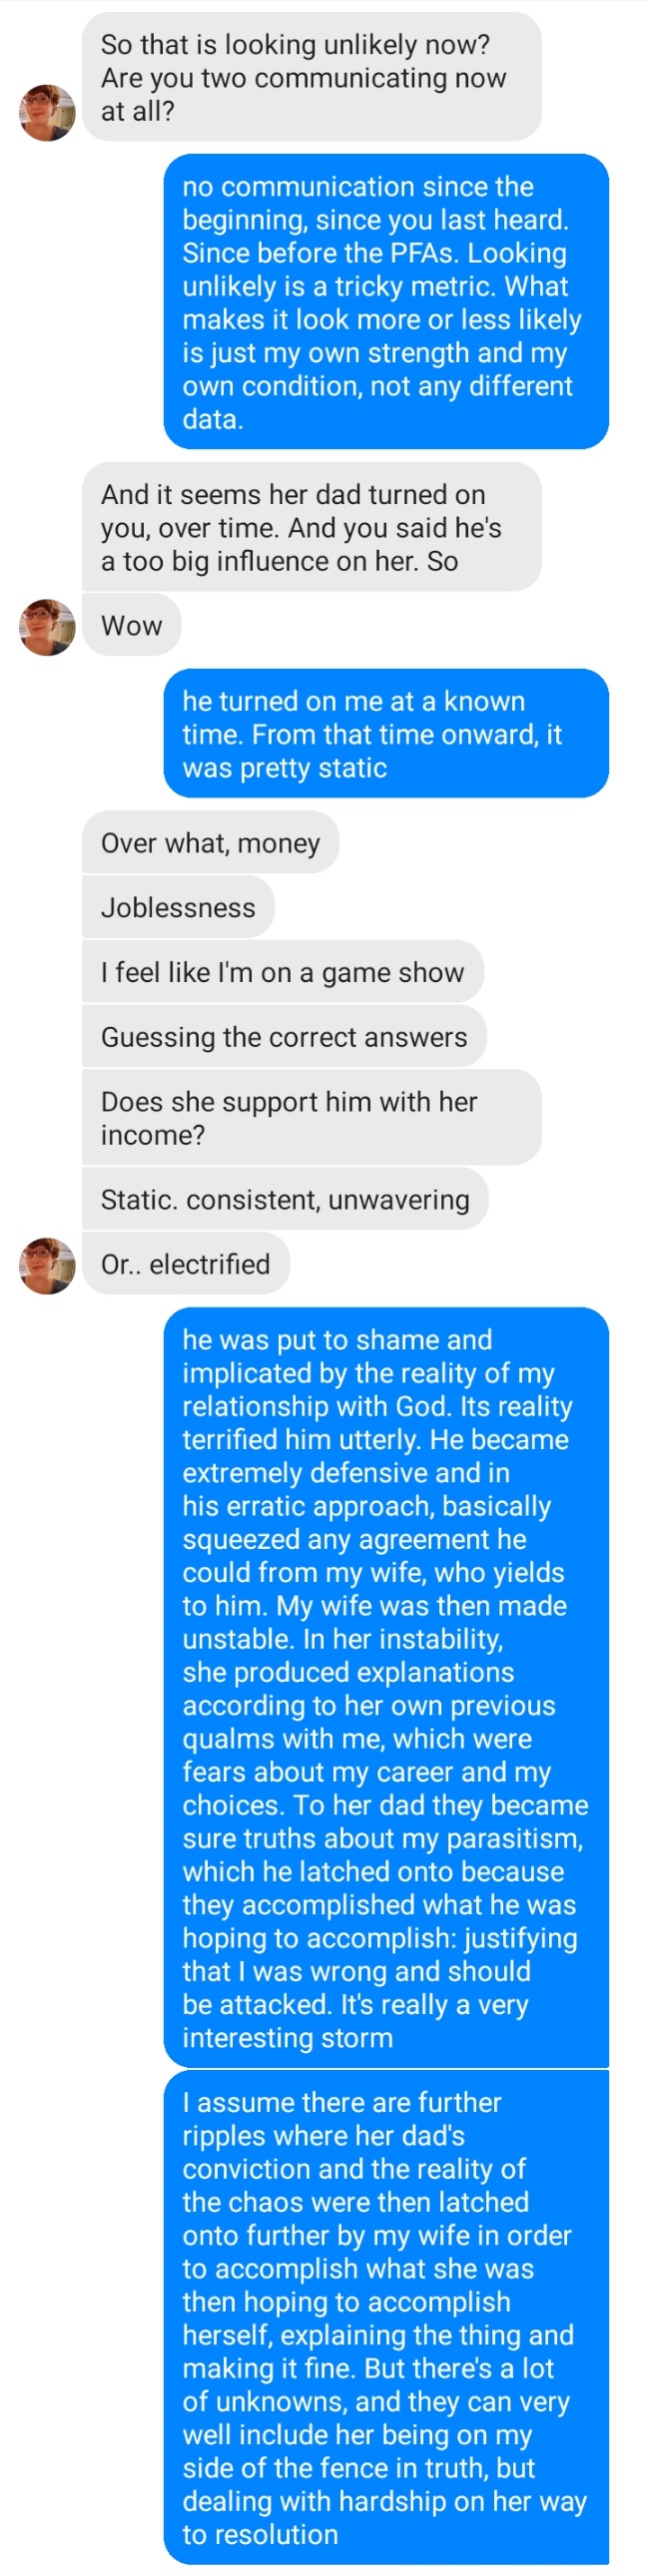 So that is looking unlikely now?
Are you two communicating now
at all?
no communication since the
beginning, since you last heard.
Since before the PFAs. Looking
unlikely is a tricky metric. What
makes it look more or less likely
is just my own strength and my
own condition, not any different
data.
And it seems her dad turned on
you, over time. And you said he's
a too big influence on her. So
Wow
he turned on me at a known
time. From that time onward, it
was pretty static
Over what, money
Joblessness
I feel like I'm on a game show
Guessing the correct answers
Does she support him with her
income?
Static. consistent, unwavering
Or.. electrified
he was put to shame and
implicated by the reality of my
relationship with God. Its reality
terrified him utterly. He became
extremely defensive and in
his erratic approach, basically
squeezed any agreement he
could from my wife, who yields
to him. My wife was then made
unstable. In her instability,
she produced explanations
according to her own previous
qualms with me, which were
fears about my career and my
choices. To her dad they became
sure truths about my parasitism,
which he latched onto because
they accomplished what he was
hoping to accomplish: justifying
that I was wrong and should
be attacked. It's really a very
interesting storm
I assume there are further
ripples where her dad's
conviction and the reality of
the chaos were then latched
onto further by my wife in order
to accomplish what she was
then hoping to accomplish
herself, explaining the thing and
making it fine. But there's a lot
of unknowns, and they can very
well include her being on my
side of the fence in truth, but
dealing with hardship on her way
to resolution